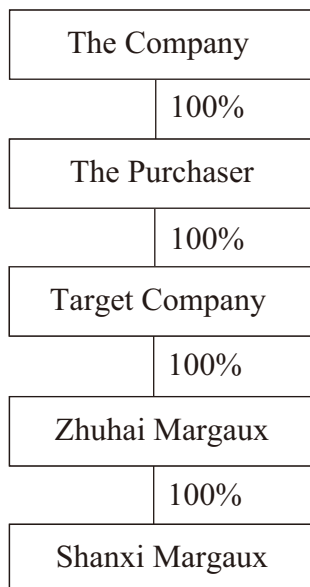 The Company
100%
The Purchaser
100%
Target Company
100%
Zhuhai Margaux
100%
Shanxi Margaux